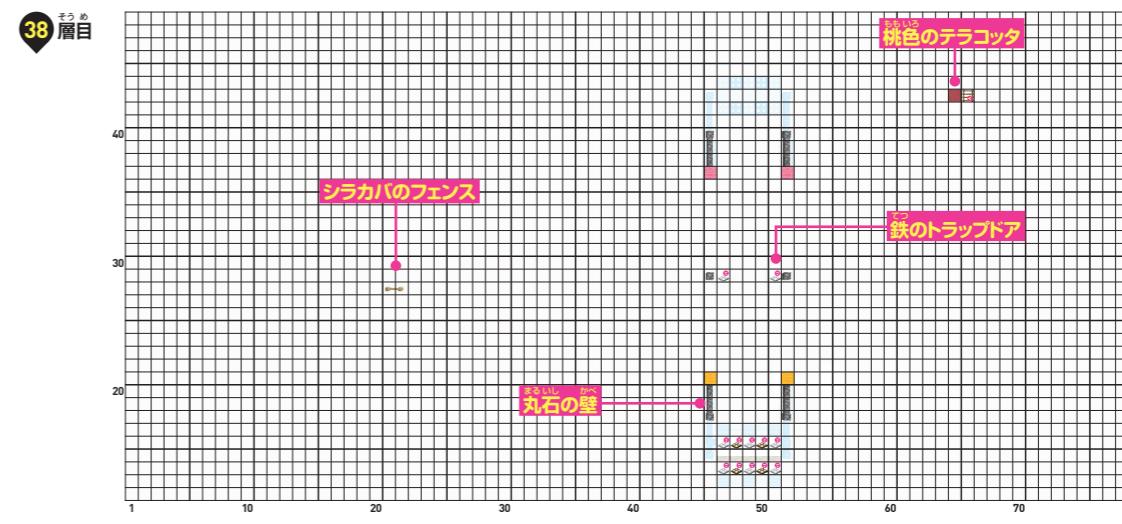 38 層目
そうめ
桃色のテラコッタ
ももいろ
40
シラカバのフェンス
鉄のトラップドア
てつ
30
20
丸石の壁
まるいし かべ
1 10 20 30 40 50 60 70